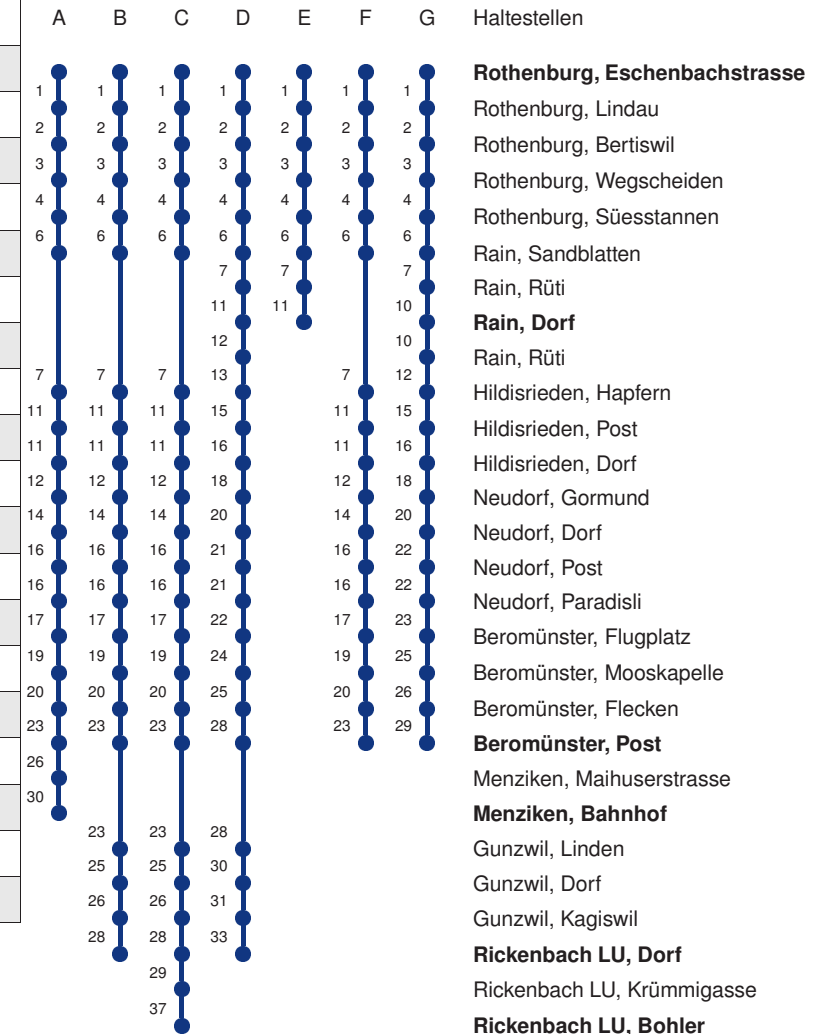 A B C D E F G Haltestellen
Rothenburg, Eschenbachstrasse
1 1 1 1 1 1 1 Rothenburg, Lindau
2 2 2 2 2 2 2 Rothenburg, Bertiswil
3 3 3 3 3 3 3 Rothenburg, Wegscheiden
4 4 4 4 4 4 4 Rothenburg, Süesstannen
6 6 6 6 6 6 6 Rain, Sandblatten
7 7 7 Rain, Rüti
11 11 10 Rain, Dorf
12 10 Rain, Rüti
7 7 7 13 7 12 Hildisrieden, Hapfern
11 11 11 15 11 15 Hildisrieden, Post
11 11 11 16 11 16 Hildisrieden, Dorf
12 12 12 18 12 18 Neudorf, Gormund
14 14 14 20 14 20 Neudorf, Dorf
16 16 16 21 16 22 Neudorf, Post
16 16 16 21 16 22 Neudorf, Paradisli
17 17 17 22 17 23 Beromünster, Flugplatz
19 19 19 24 19 25 Beromünster, Mooskapelle
20 20 20 25 20 26 Beromünster, Flecken
23 23 23 28 23 29 Beromünster, Post
26 Menziken, Maihuserstrasse
30 Menziken, Bahnhof
23 23 28 Gunzwil, Linden
25 25 30 Gunzwil, Dorf
26 26 31 Gunzwil, Kagiswil
28 28 33 Rickenbach LU, Dorf
29 Rickenbach LU, Krümmigasse
37 Rickenbach LU, Bohler